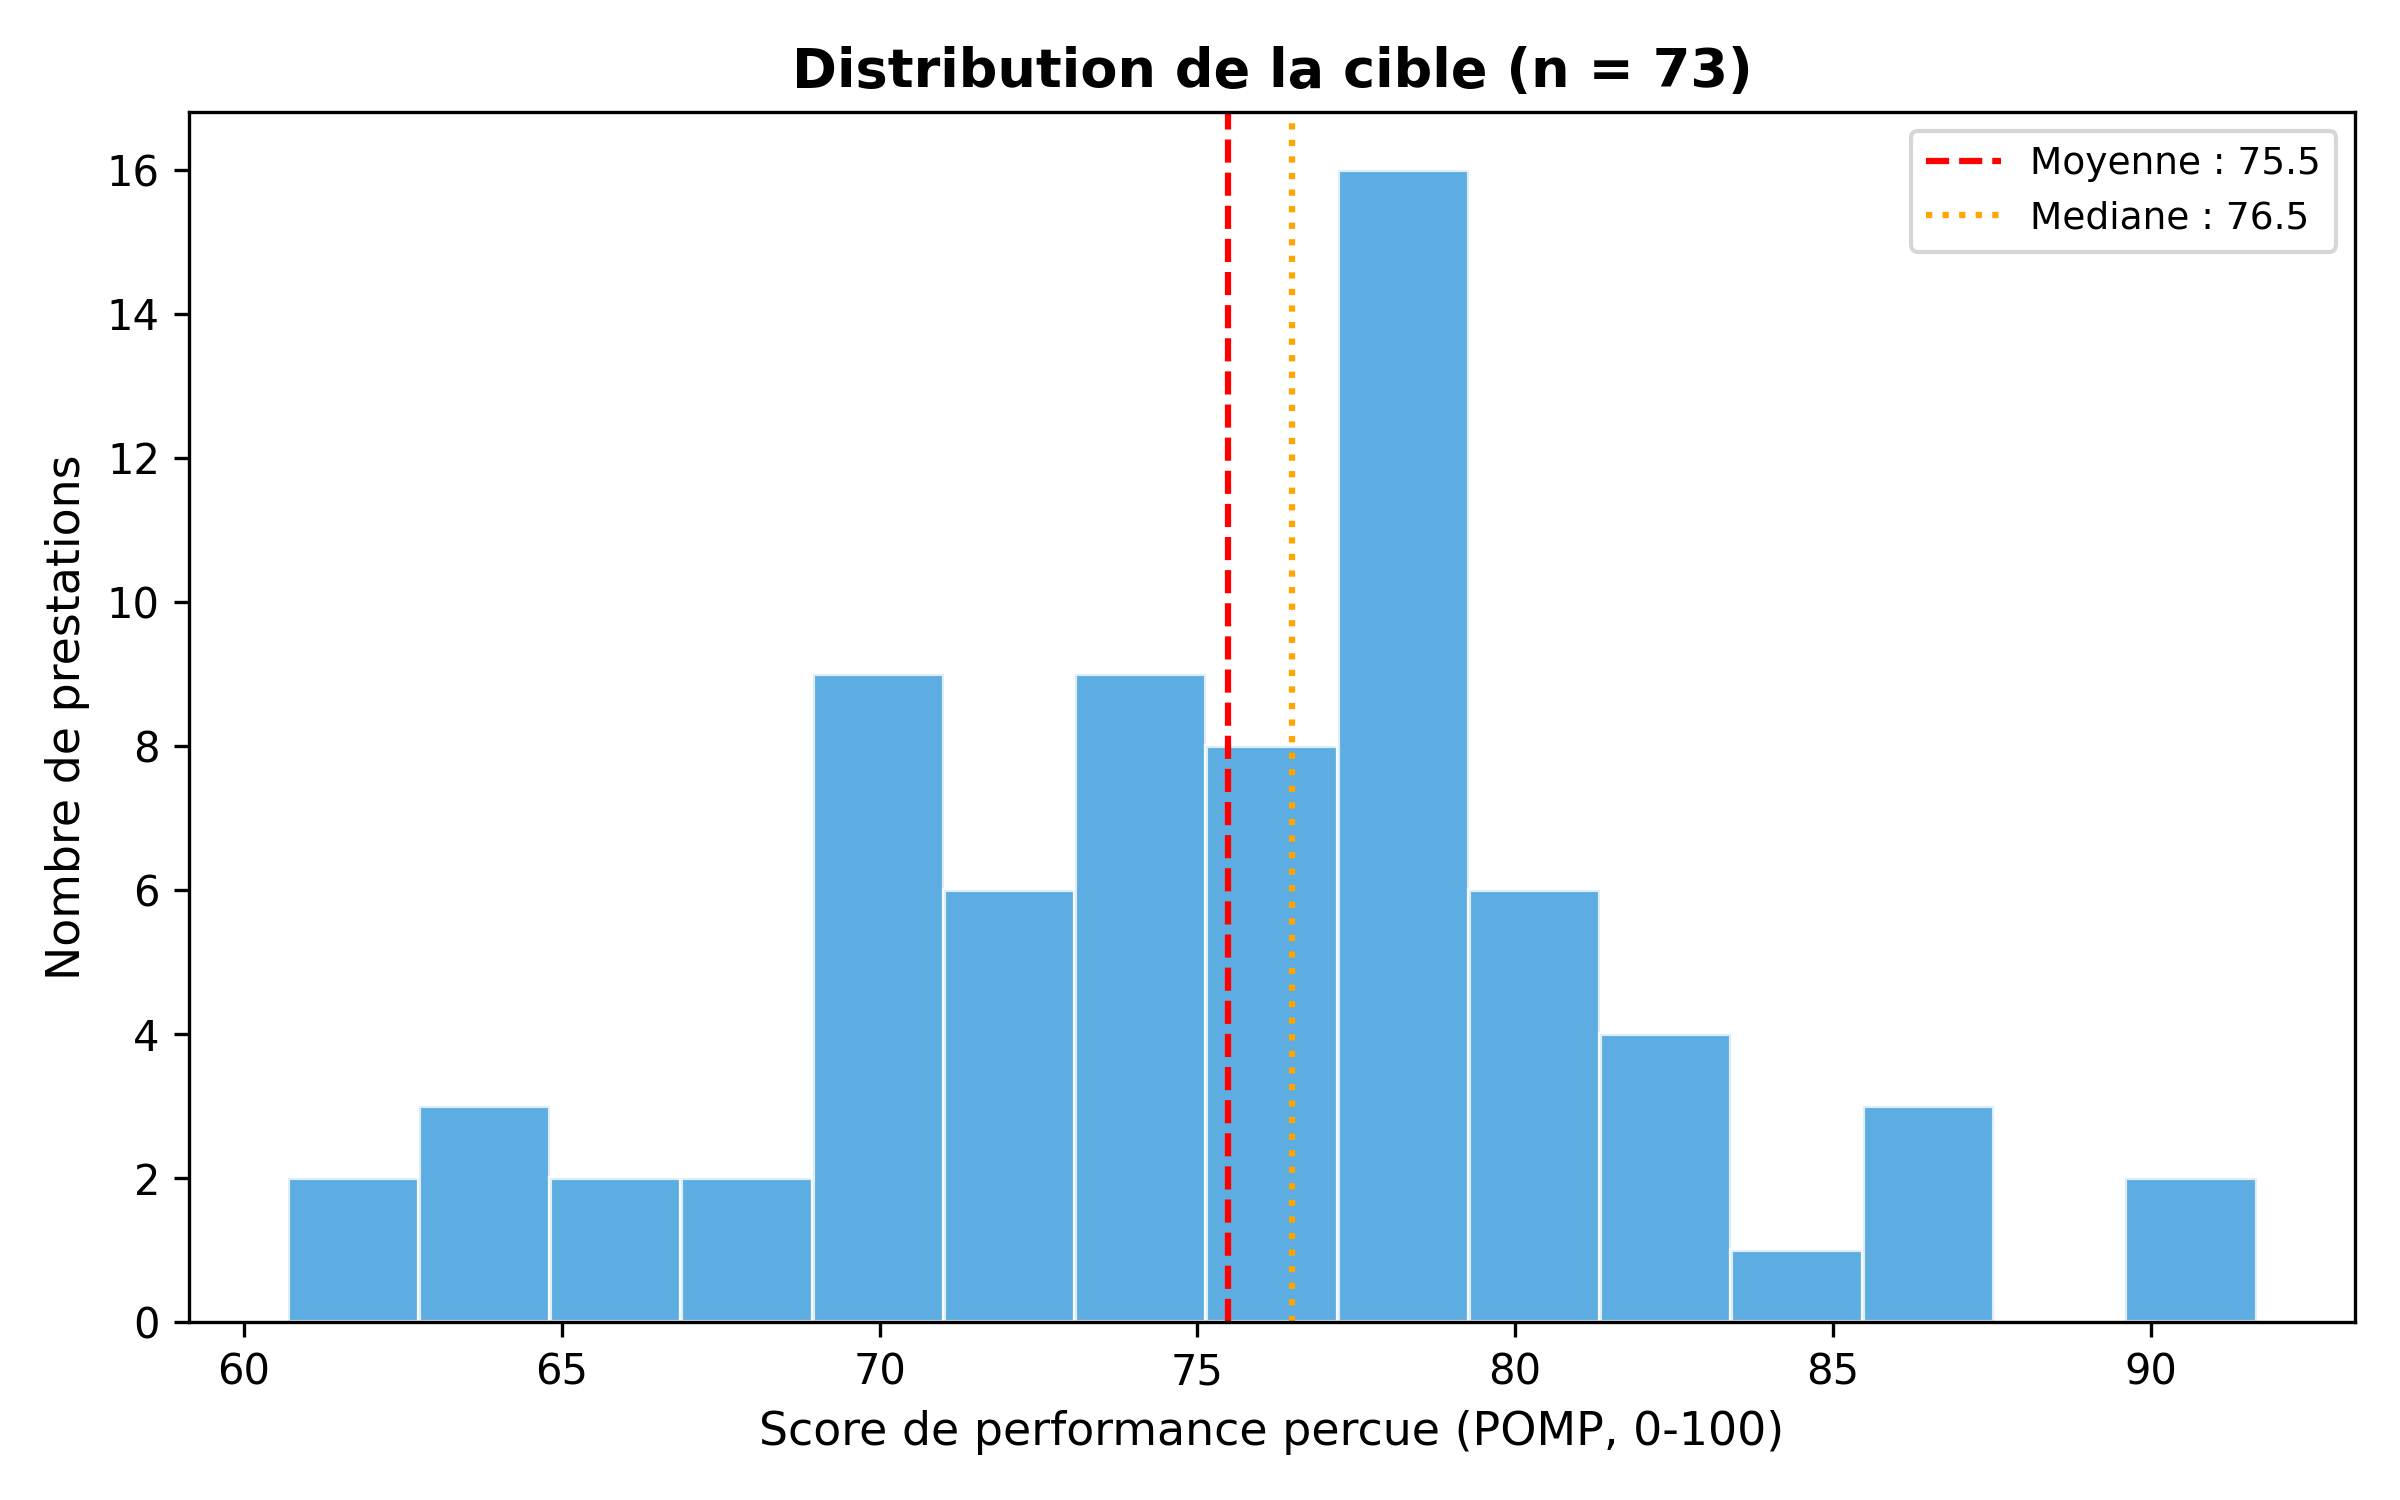 Distribution de la cible (n = 73)
Moyenne : 75.5
Mediane : 76.5
Nombre de prestations
16
14
12
10
8
6
4
2
0
60 65 70 75 80 85 90
Score de performance percue (POMP, 0-100)